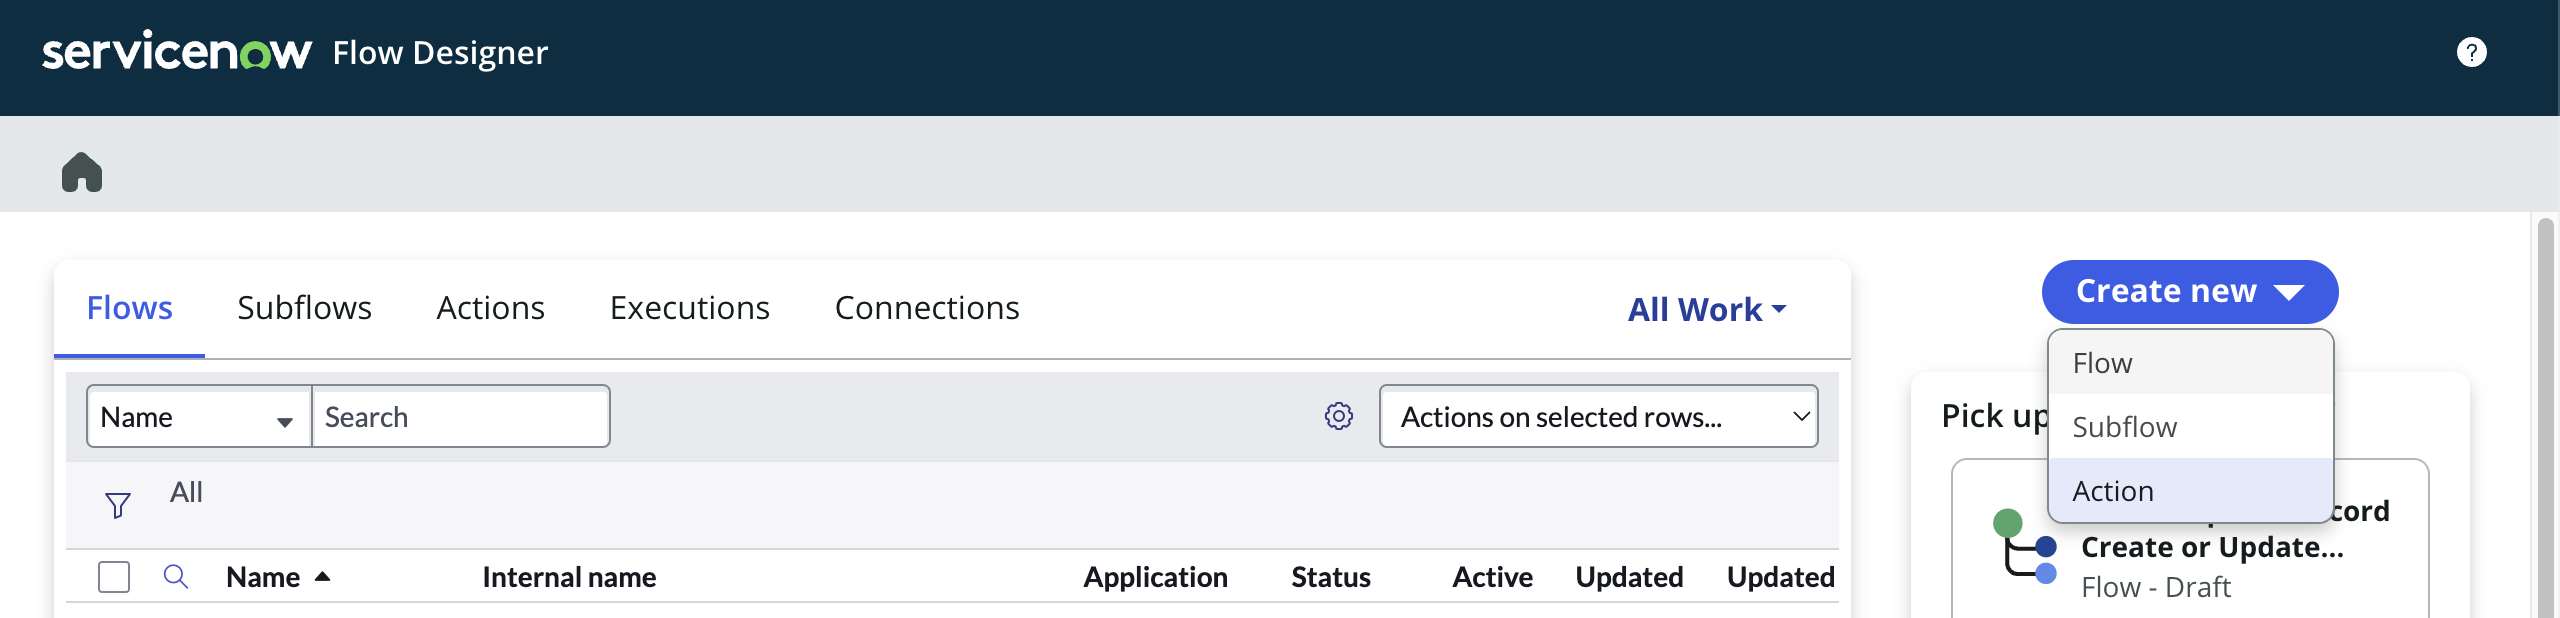 servicenow Flow Designer
?
Flows Subflows Actions Executions Connections All Work
Create new
Flow
Subflow
Action
Name Search Actions on selected rows...
Pick up
All
cord
Create or Update...
Flow - Draft
Name Internal name Application Status Active Updated Updated